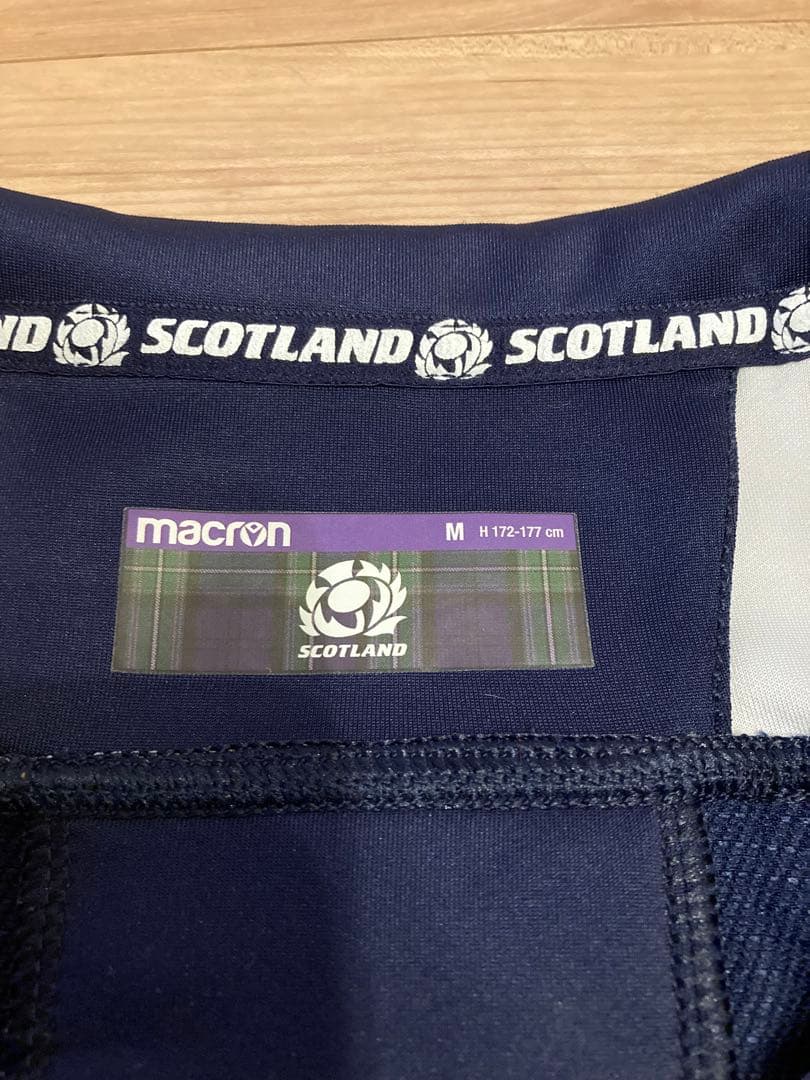 ND SCOTLAND SCOTLAND
macron M H 172-177 cm
SCOTLAND